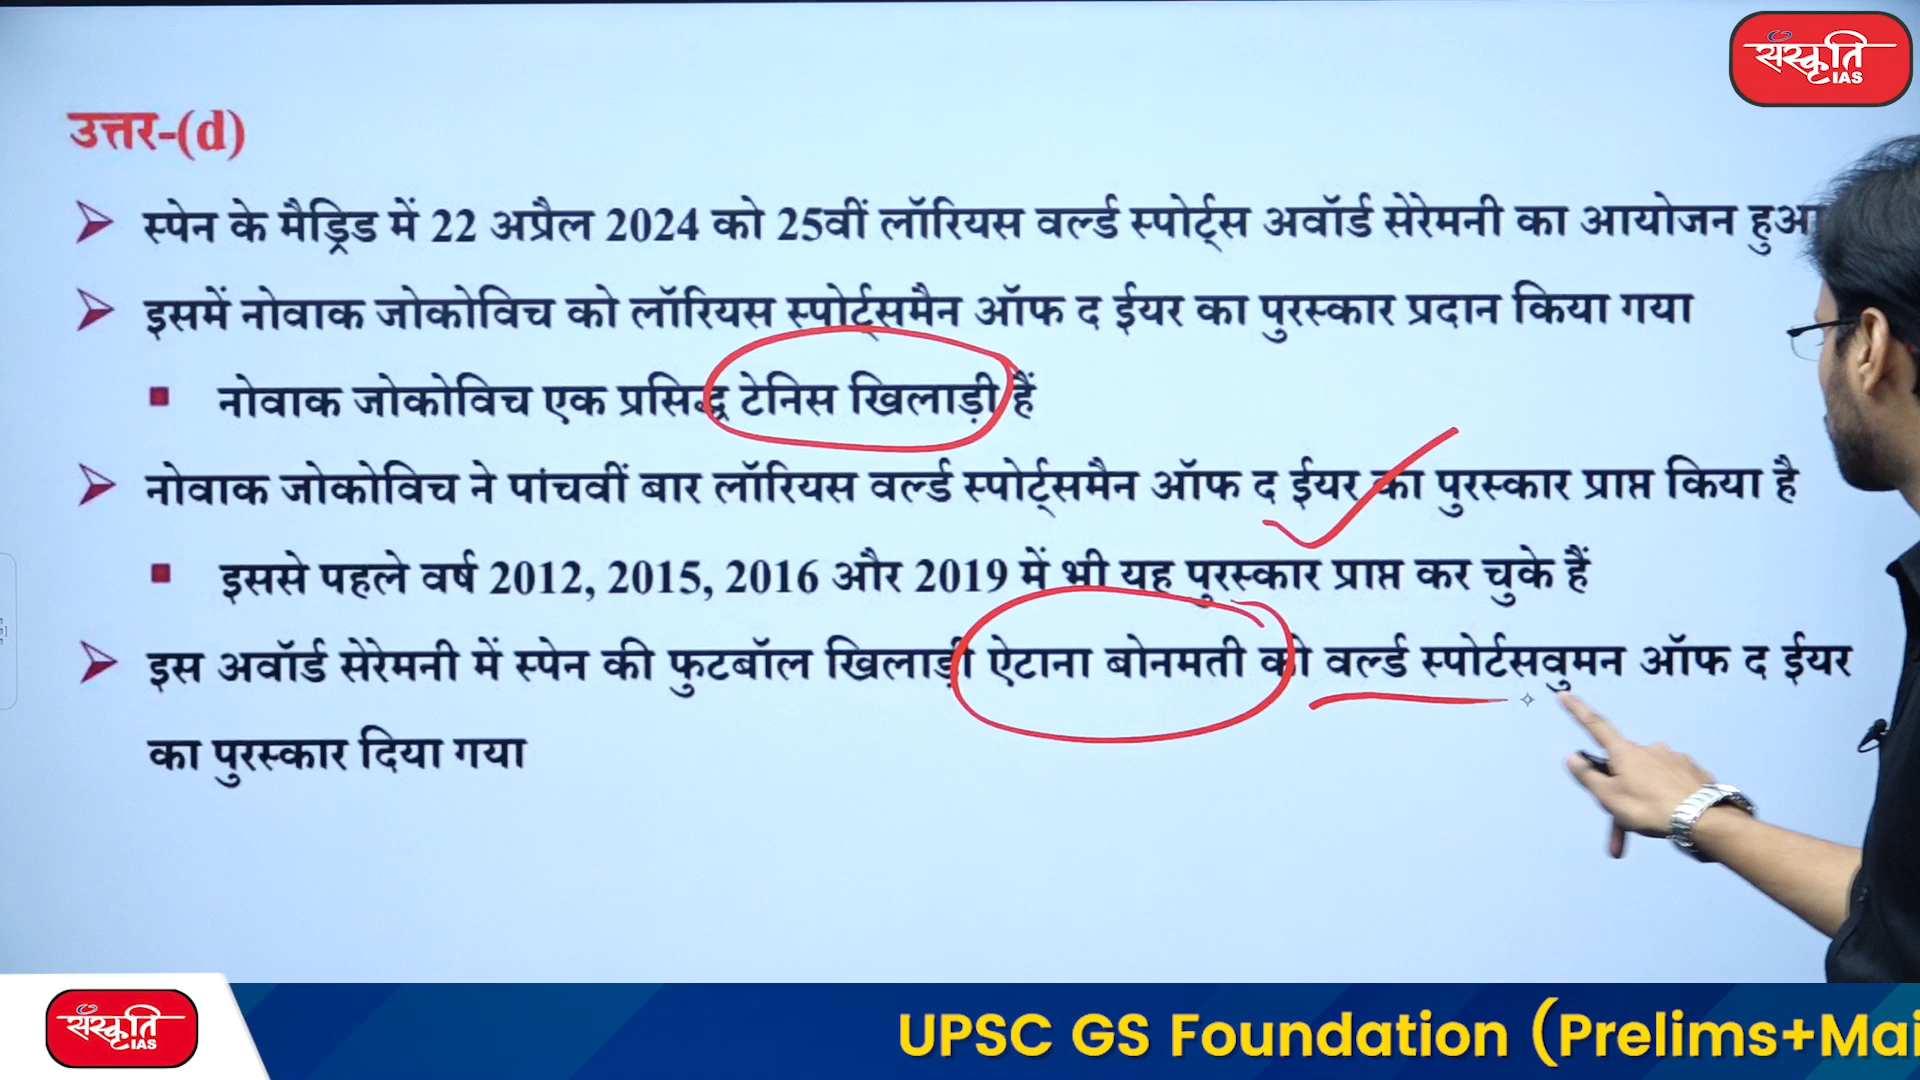 संस्कृति
IAS
उत्तर-(d)
स्पेन के मैड्रिड में 22 अप्रैल 2024 को 25वीं लॉरियस वर्ल्ड स्पोर्ट्स अवॉर्ड सेरेमनी का आयोजन हुआ
इसमें नोवाक जोकोविच को लॉरियस स्पोर्ट्समैन ऑफ द ईयर का पुरस्कार प्रदान किया गया
नोवाक जोकोविच एक प्रसिद्ध टेनिस खिलाड़ी हैं
नोवाक जोकोविच ने पांचवीं बार लॉरियस वर्ल्ड स्पोर्ट्समैन ऑफ द ईयर का पुरस्कार प्राप्त किया है
इससे पहले वर्ष 2012, 2015, 2016 और 2019 में भी यह पुरस्कार प्राप्त कर चुके हैं
इस अवॉर्ड सेरेमनी में स्पेन की फुटबॉल खिलाड़ी ऐटाना बोनमती को वर्ल्ड स्पोर्टसवुमन ऑफ द ईयर
का पुरस्कार दिया गया
संस्कृति
IAS
UPSC GS Foundation (Prelims+Mai